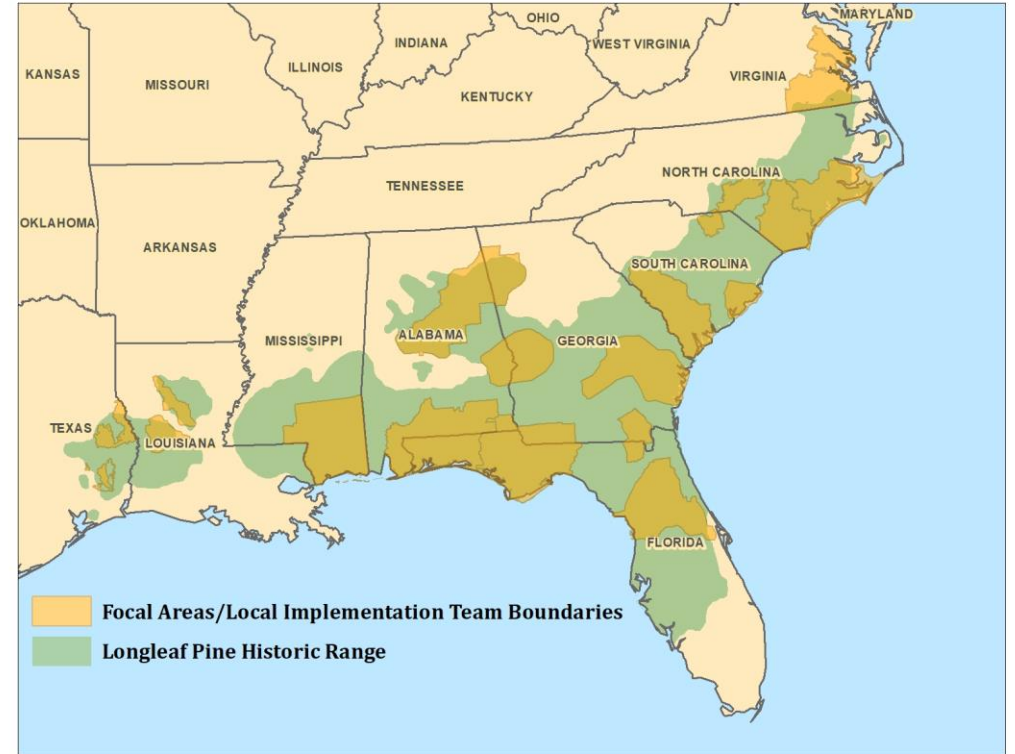 OHIO
MARYLAND
INDIANA
WEST VIRGINIA
ILLINOIS
KANSAS
VIRGINIA
MISSOURI
KENTUCKY
NORTH CAROLINA
TENNESSEE
OKLAHOMA
ARKANSAS
SOUTH CAROLINA
ALABAMA
MISSISSIPPI
GEORGIA
TEXAS
LOUISIANA
FLORIDA
Focal Areas/Local Implementation Team Boundaries
Longleaf Pine Historic Range